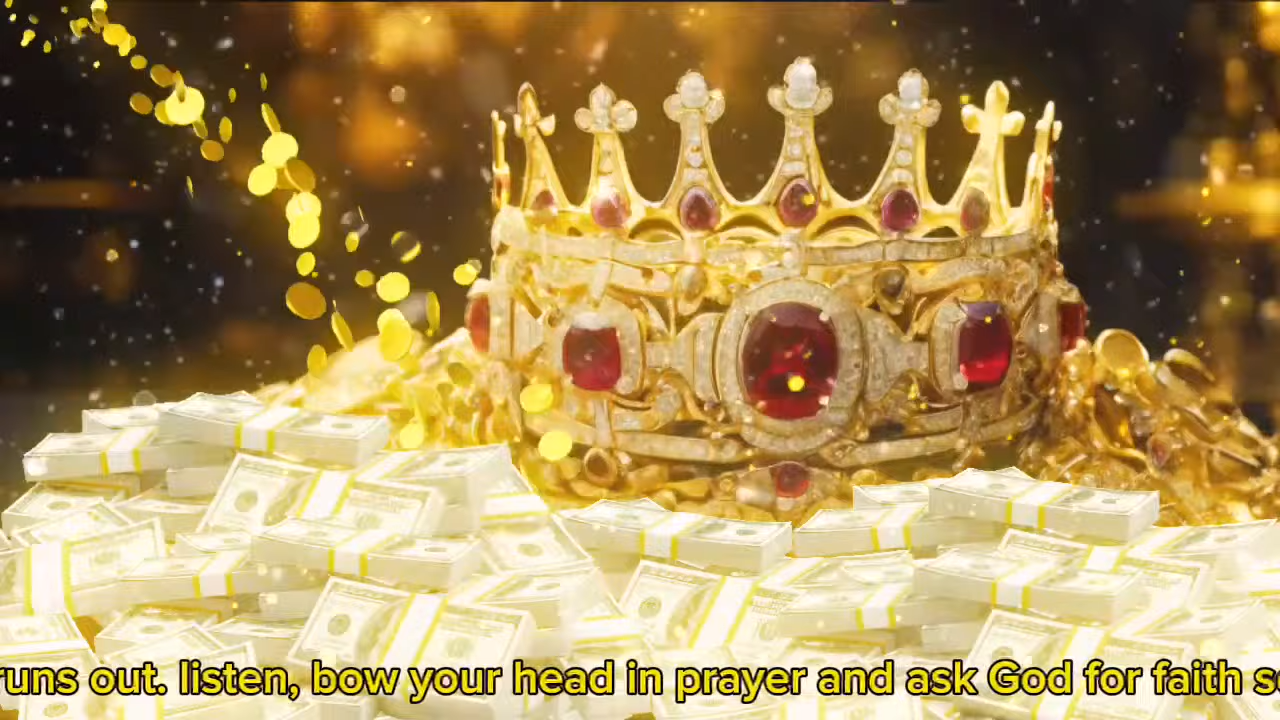 runs out. listen, bow your head in prayer and ask God for faith